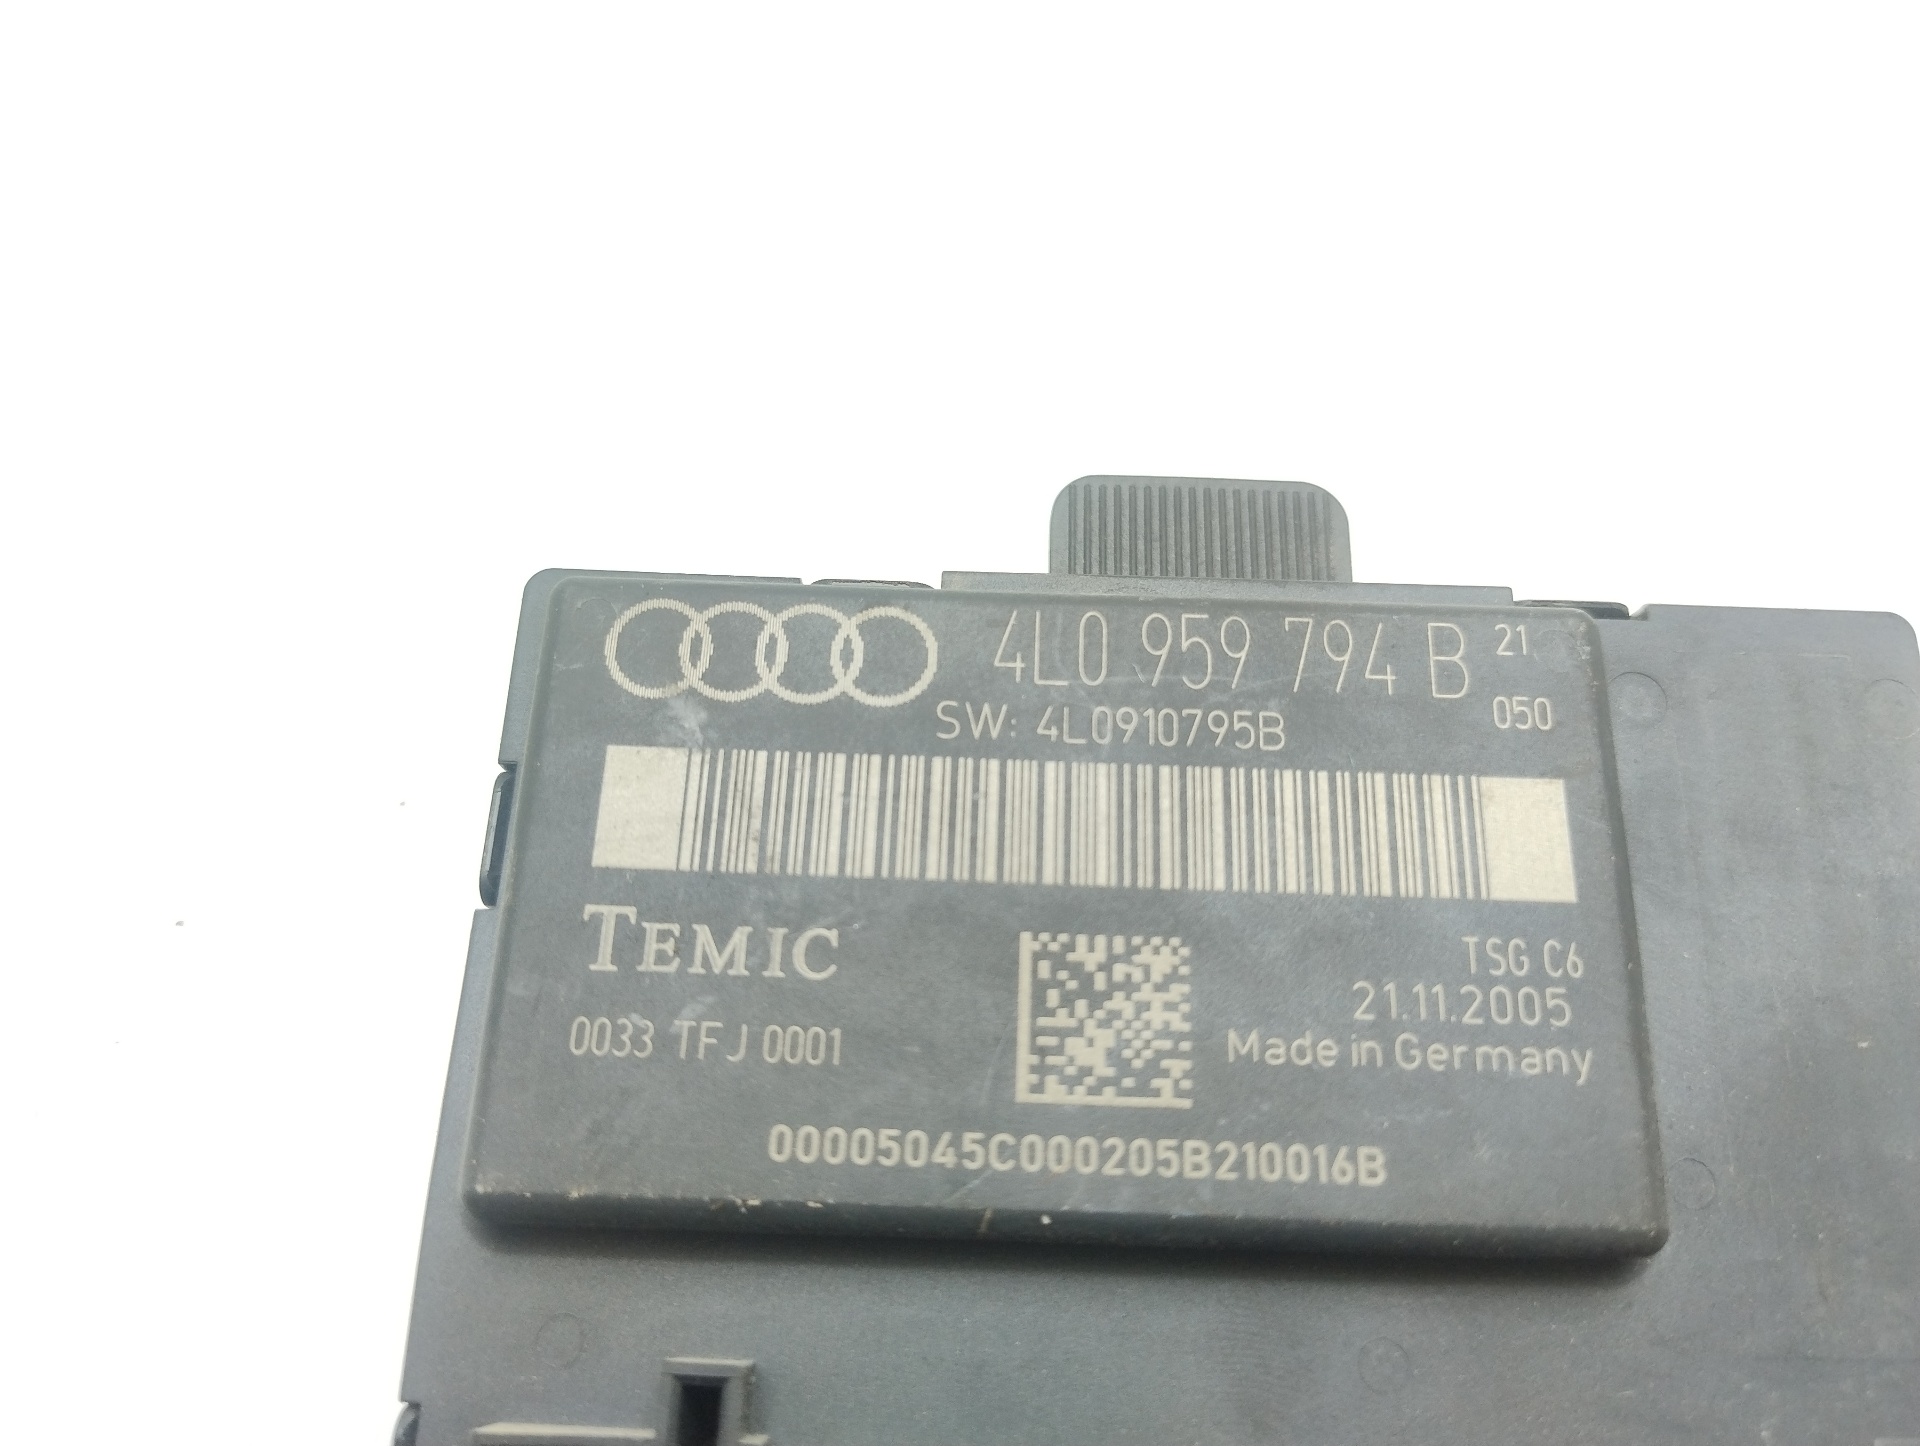 4L0 959 794 B 21
050
SW: 4L0910795B
TEMIC
TSG C6
21.11.2005
0033 TFJ 0001
Made in Germany
00005045C000205B210016B